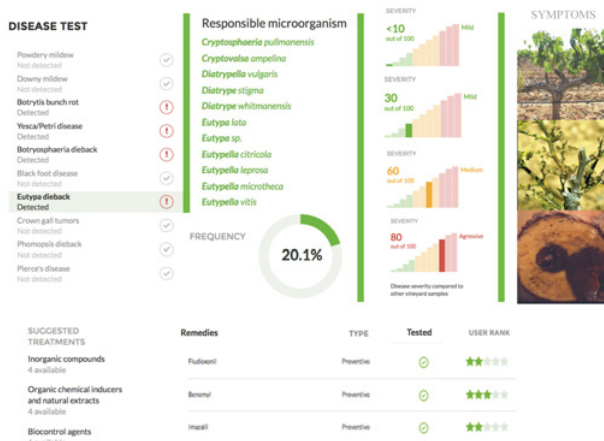 DISEASE TEST
Powdery mildew
Not detected
Downy mildew
Not detected
Botrytis bunch rot
Detected
Yesca/Petri disease
Detected
Botryosphaeria dieback
Detected
Black foot disease
Not detected
Eutypa dieback
Detected
Crown gall tumors
Not detected
Phomopsis dieback
Not detected
Pierce's disease
Not detected
Responsible microorganism
Cryptosphaeria pullmanensis
Cryptovalsa ampelina
Diatrypella vulgaris
Diatrype stigma
Diatrype whitmanensis
Eutypa lata
Eutypa sp.
Eutypella citricola
Eutypella leprosa
Eutypella microtheca
Eutypella vitis
FREQUENCY
20.1%
SEVERITY
<10
out of 100
Mild
30
out of 100
Mild
SEVERITY
SEVERITY
60
out of 100
Medium
SEVERITY
80
out of 100
Agressive
Disease severity compared to
other vineyard samples
SYMPTOMS
SUGGESTED
TREATMENTS
Inorganic compounds
4 available
Organic chemical inducers
and natural extracts
4 available
Biocontrol agents
Remedies TYPE Tested USER RANK
Fludioxonil Preventive
Benomyl Preventive
Imazalil Preventive